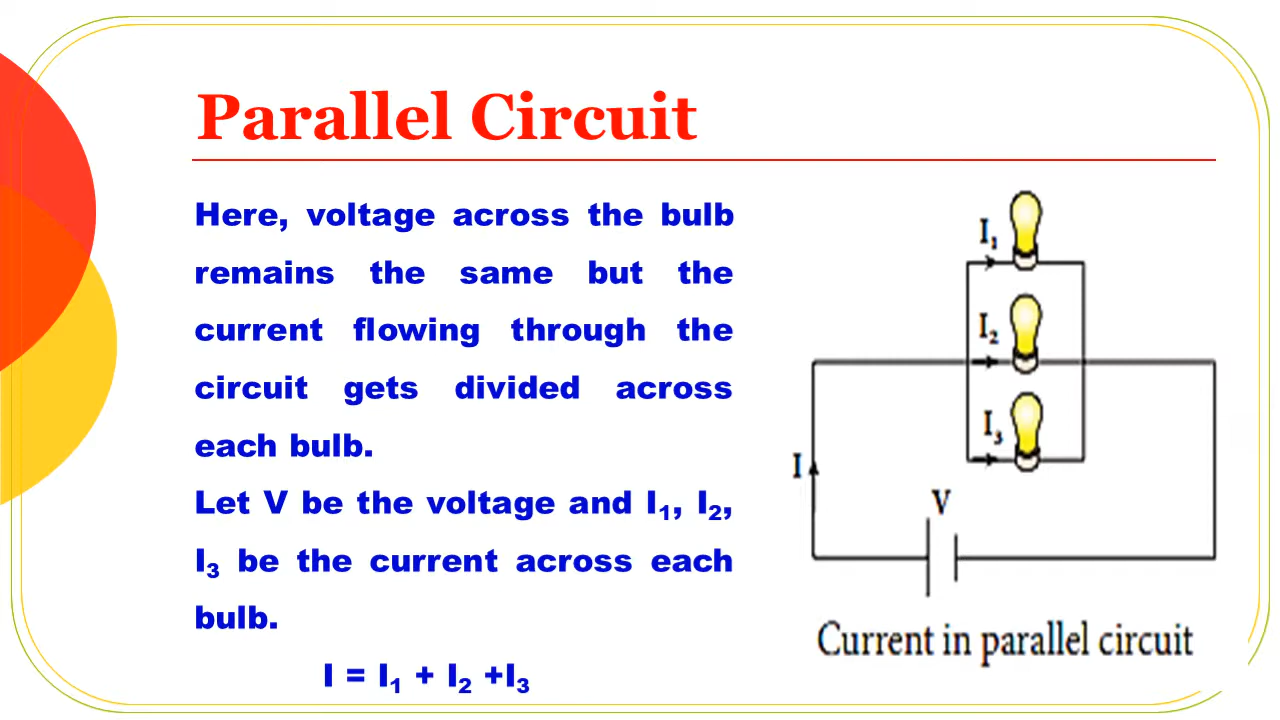 Parallel Circuit
Here, voltage across the bulb
remains the same but the
current flowing through the
circuit gets divided across
each bulb.
Let V be the voltage and I₁, I₂,
I₃ be the current across each
bulb.
I = I₁ + I₂ +I₃
I₁
I₂
I₃
I
V
Current in parallel circuit